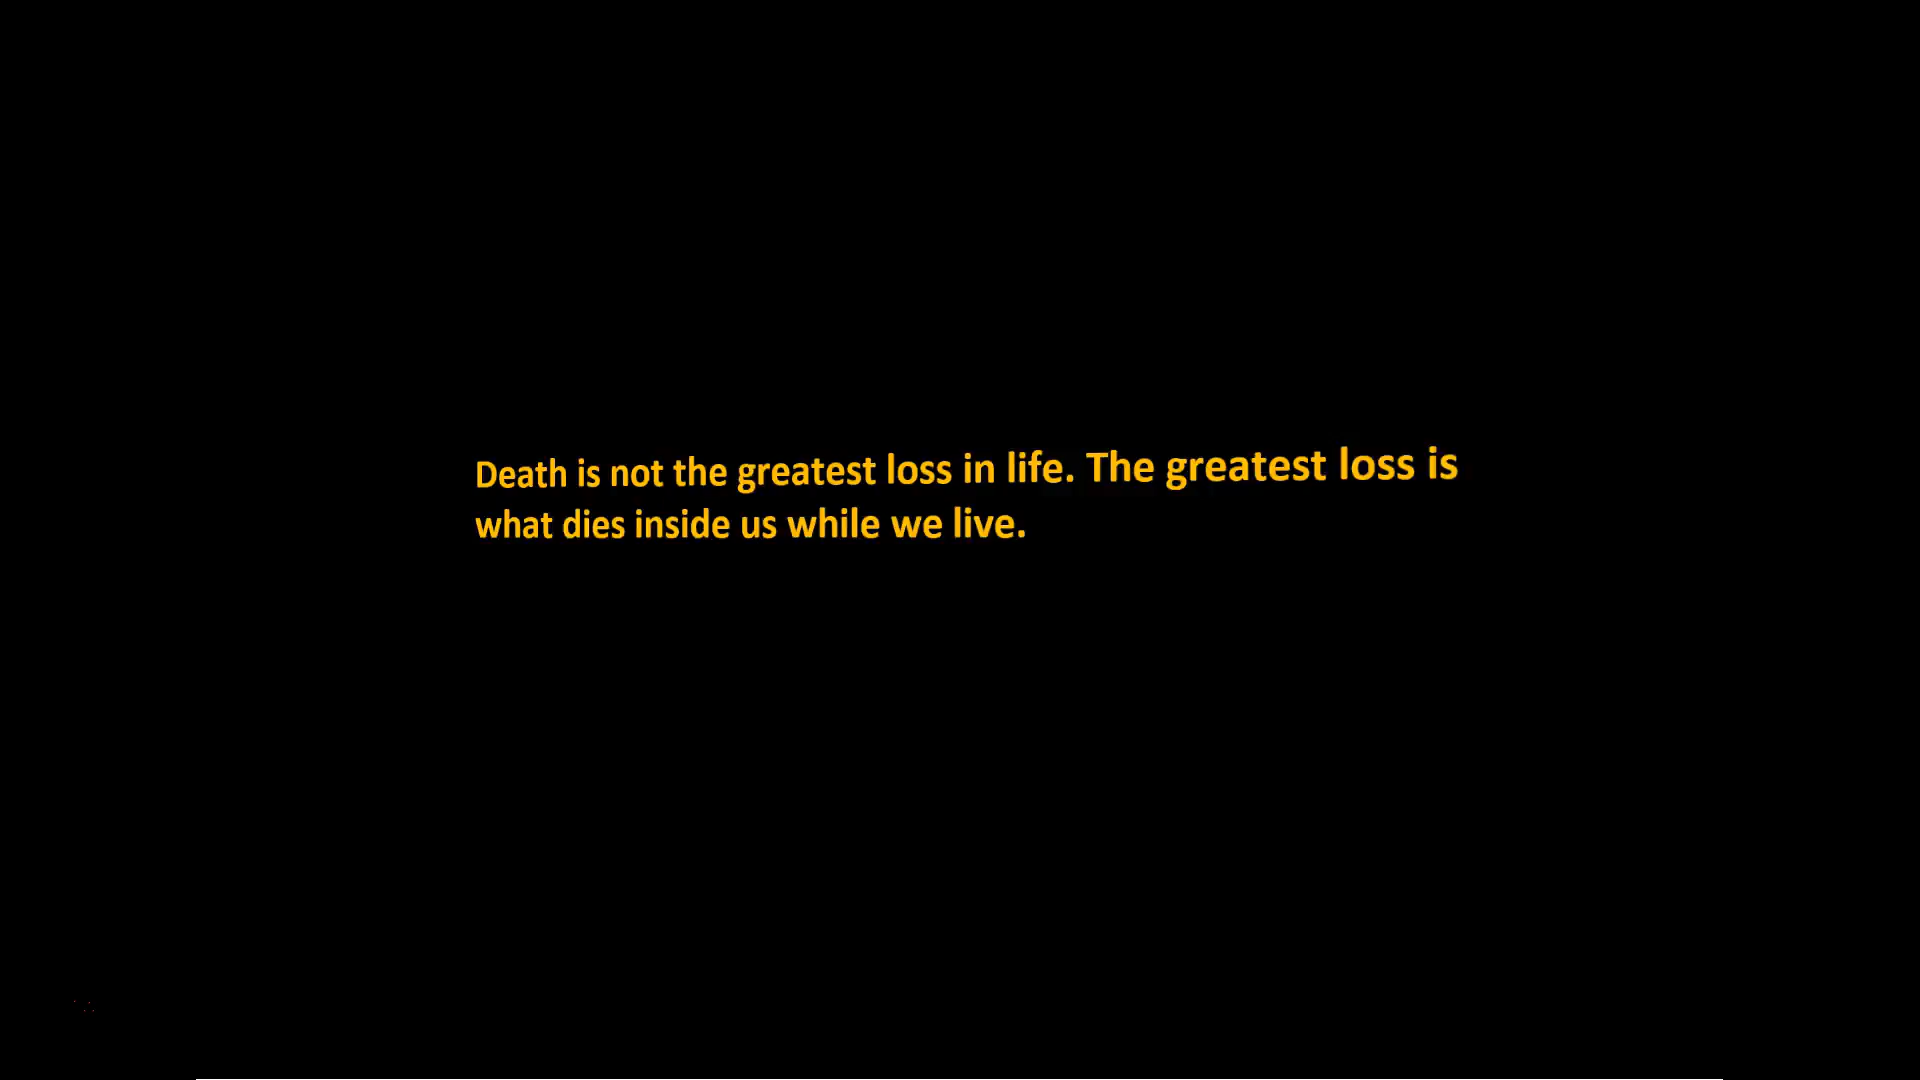 Death is not the greatest loss in life. The greatest loss is
what dies inside us while we live.